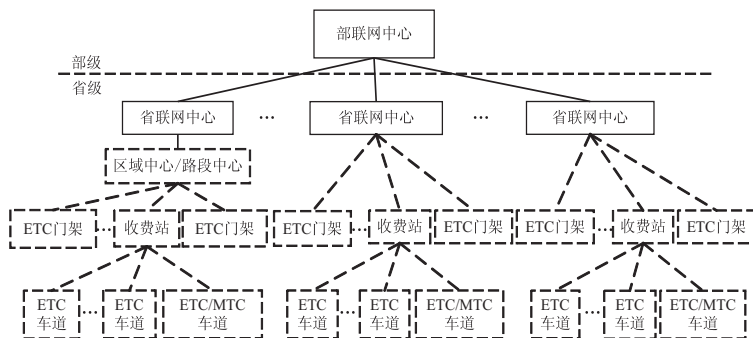 部联网中心
部级
省级
省联网中心 … 省联网中心 … 省联网中心
区域中心/路段中心
ETC门架 … 收费站 ETC门架 ETC门架 … 收费站 ETC门架 ETC门架 … 收费站 ETC门架
ETC … ETC ETC/MTC ETC … ETC ETC/MTC ETC … ETC ETC/MTC
车道 车道 车道 车道 车道 车道 车道 车道 车道